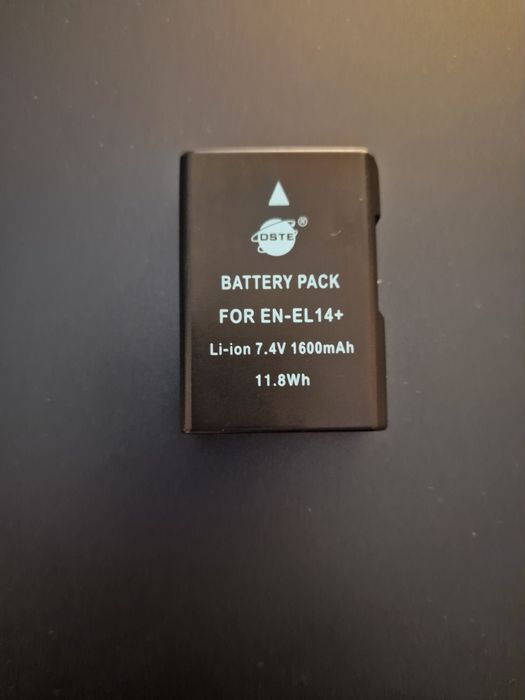 DSTE®
BATTERY PACK
FOR EN-EL14+
Li-ion 7.4V 1600mAh
11.8Wh